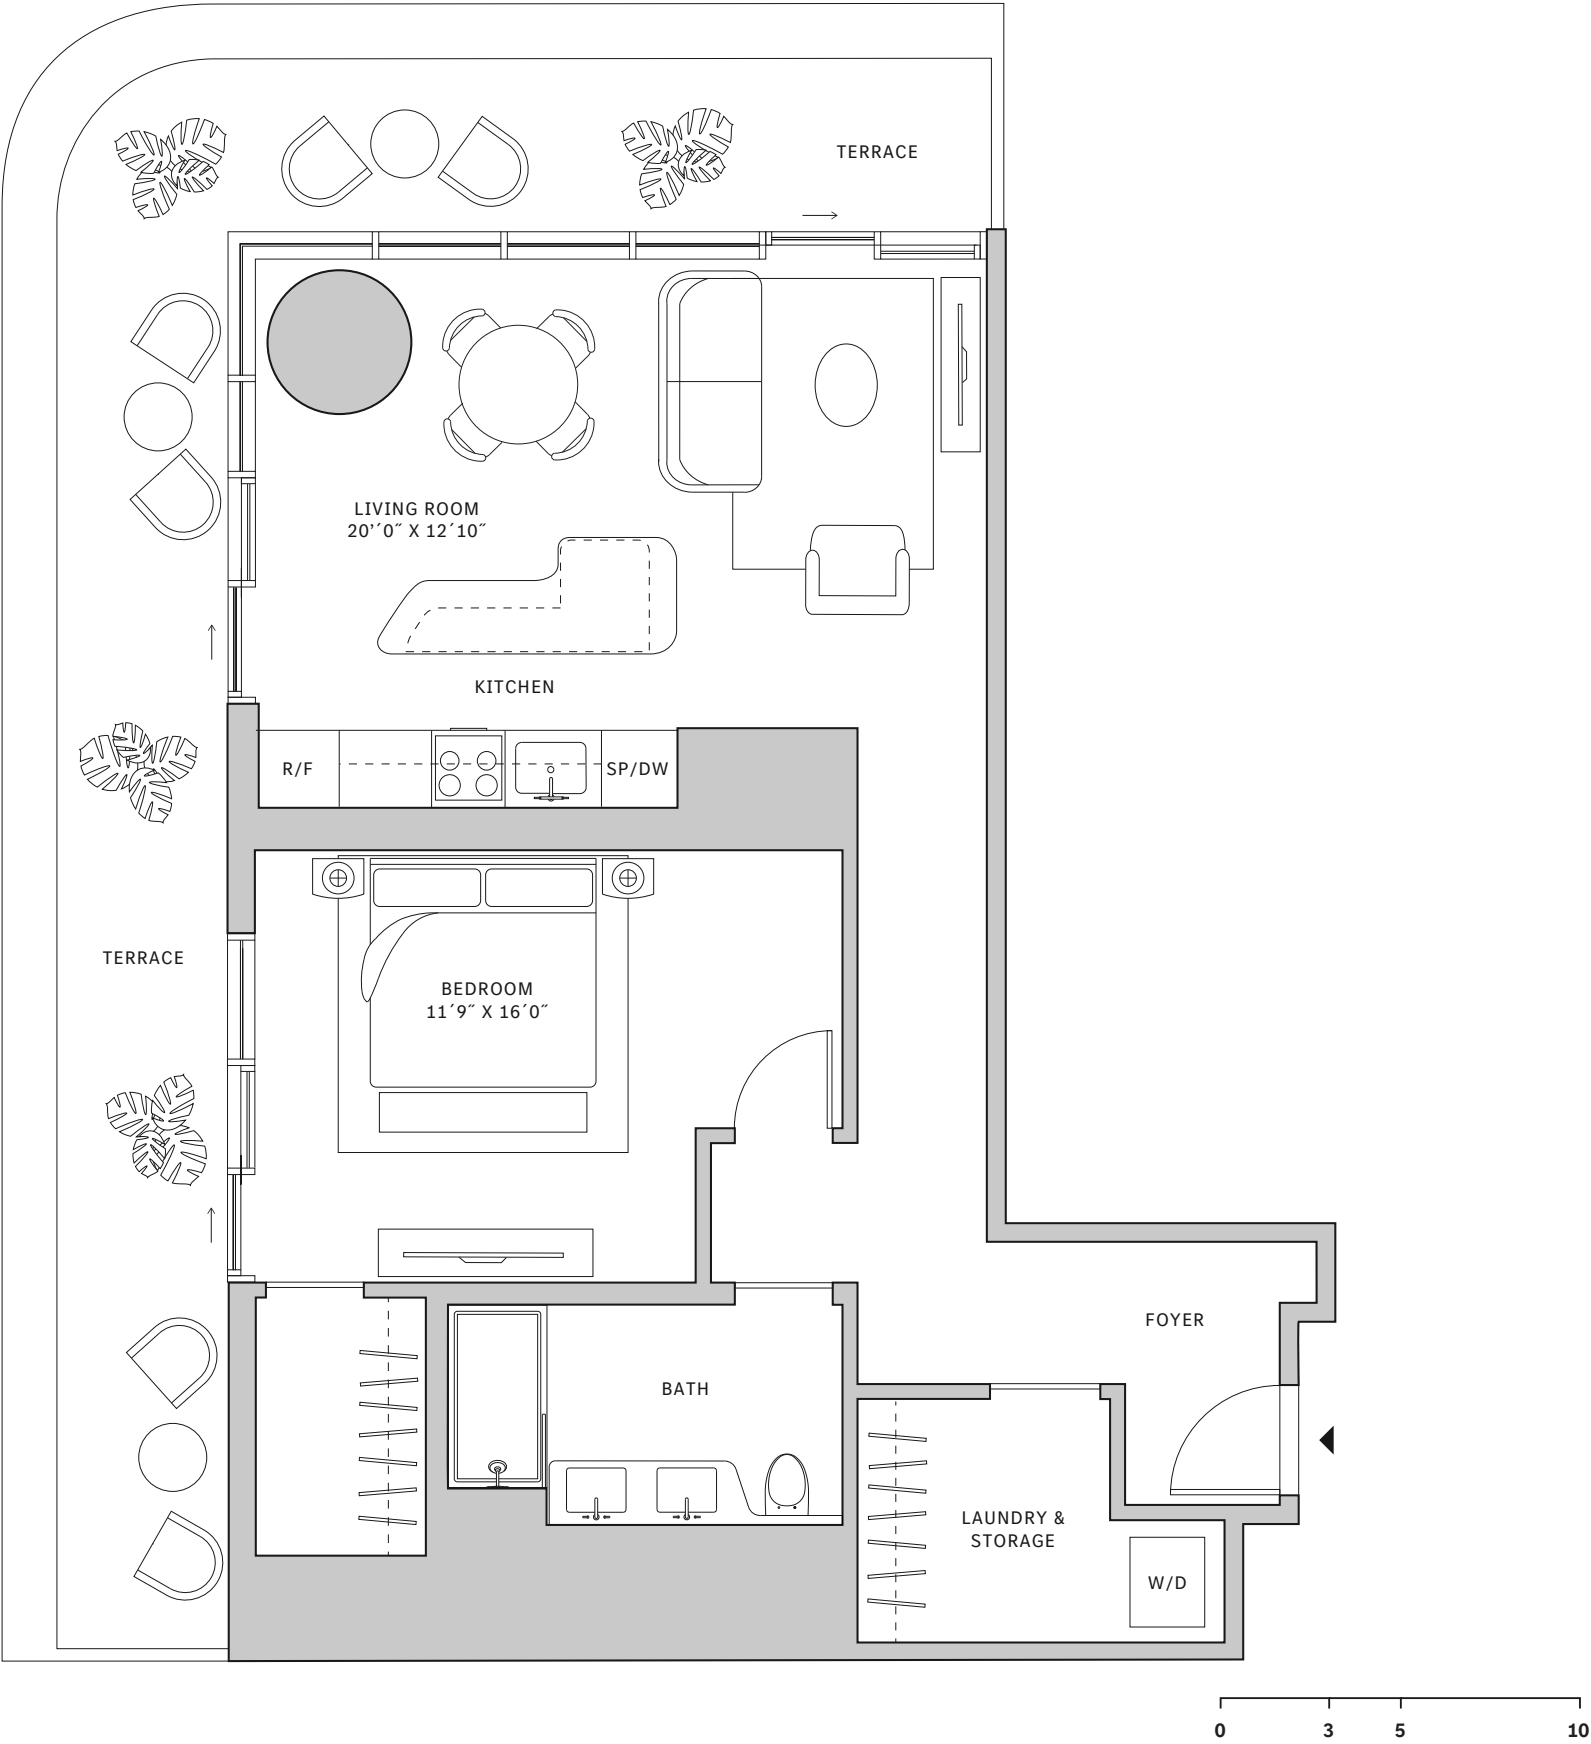 TERRACE
LIVING ROOM
20’´0˝ X 12´10˝
KITCHEN
R/F
SP/DW
TERRACE
BEDROOM
11´9˝ X 16´0˝
FOYER
BATH
LAUNDRY &
STORAGE
W/D
0 3 5 10